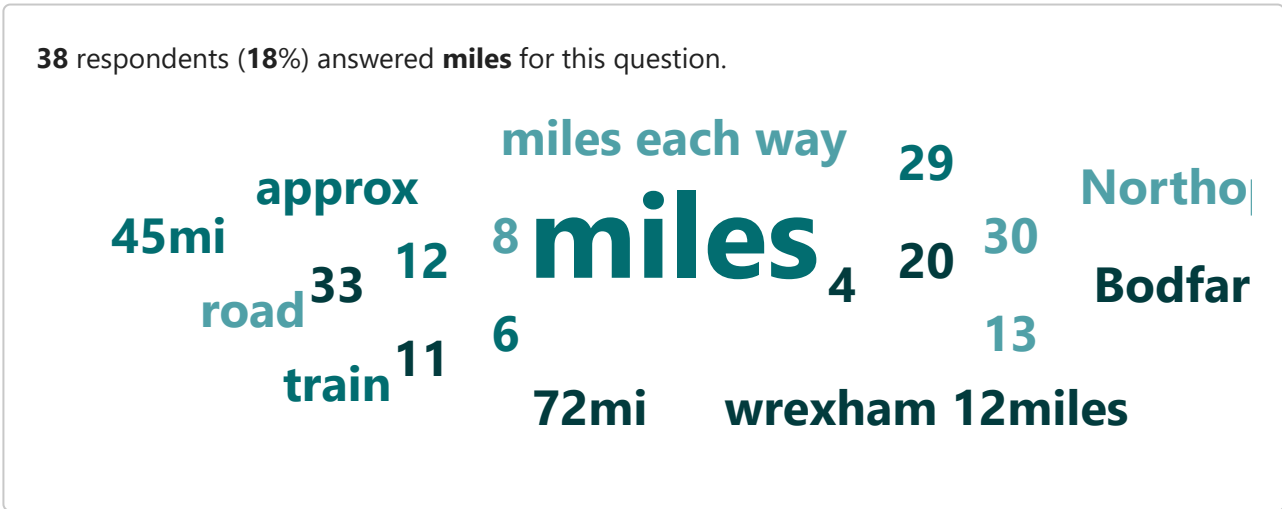 38 respondents (18%) answered miles for this question.
miles each way
29
approx
Northo
45mi
12
8
miles
30
33
4
20
Bodfar
road
6
13
11
train
72mi
wrexham 12miles